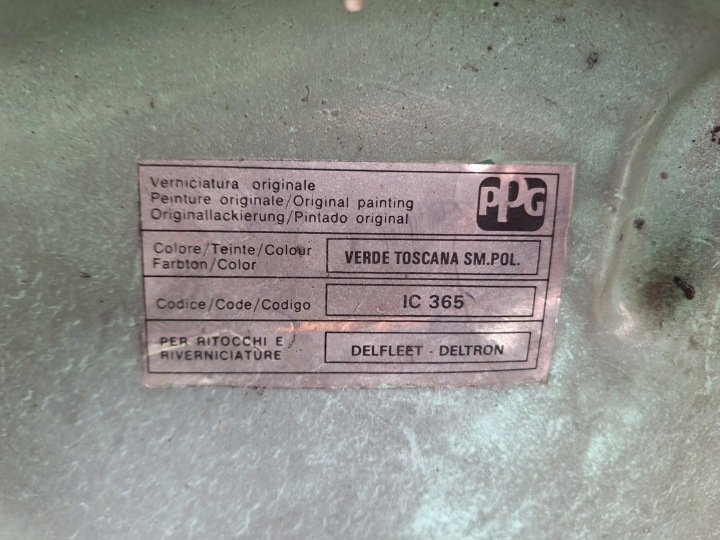 Verniciatura originale
Peinture originale/Original painting
Originallackierung/Pintado original
PPG
Colore/Teinte/Colour
Farbton/Color
VERDE TOSCANA SM.POL.
Codice/Code/Codigo
IC 365
PER RITOCCHI E
RIVERNICIATURE
DELFLEET - DELTRON